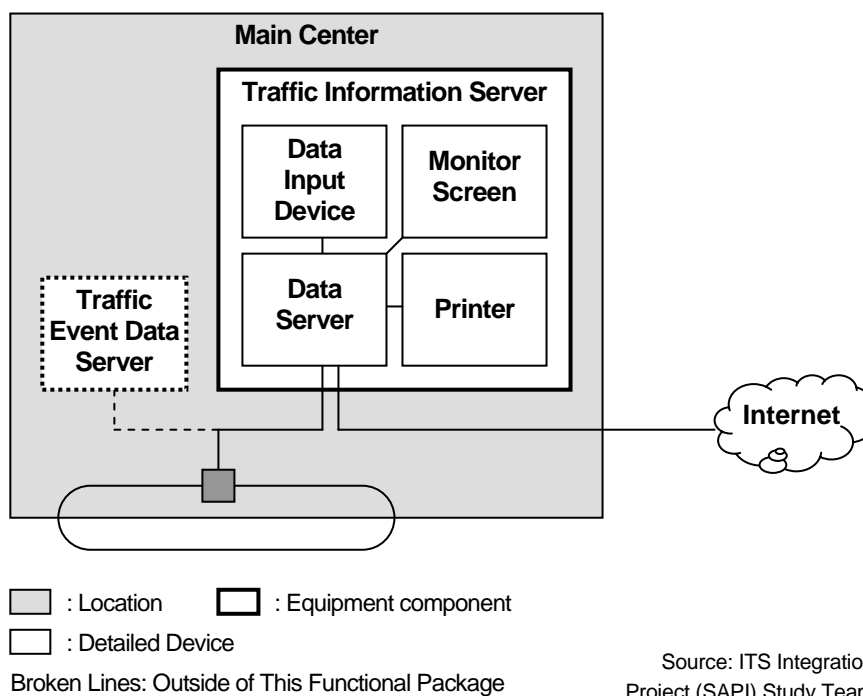 Main Center
Traffic Information Server
Data
Input
Device
Monitor
Screen
Data
Server
Printer
Traffic
Event Data
Server
Internet
: Location
: Equipment component
: Detailed Device
Broken Lines: Outside of This Functional Package
Source: ITS Integratio
Project (SAPI) Study Tear